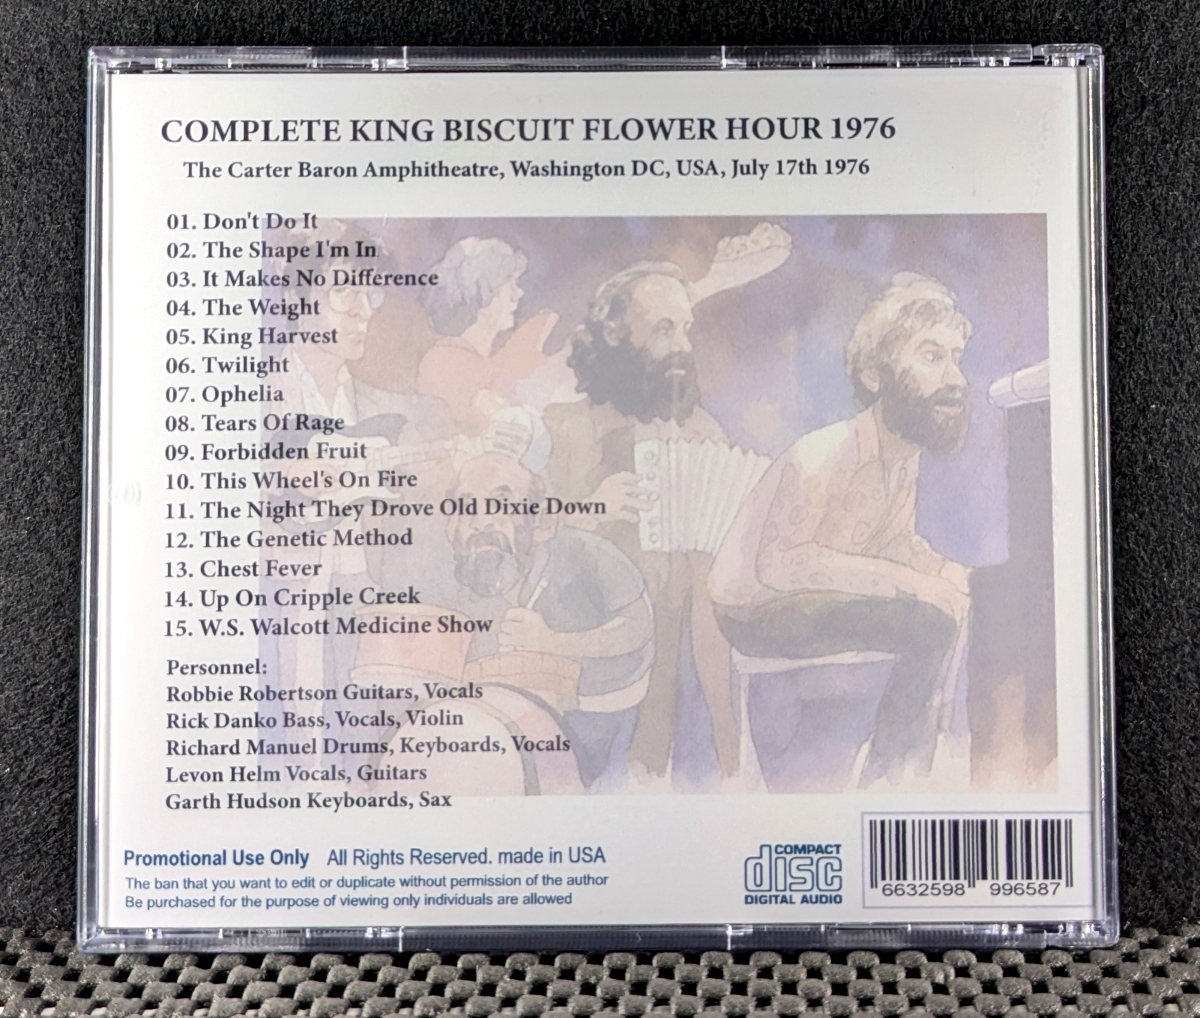 COMPLETE KING BISCUIT FLOWER HOUR 1976
The Carter Baron Amphitheatre, Washington DC, USA, July 17th 1976
01. Don't Do It
02. The Shape I'm In
03. It Makes No Difference
04. The Weight
05. King Harvest
06. Twilight
07. Ophelia
08. Tears Of Rage
09. Forbidden Fruit
10. This Wheel's On Fire
11. The Night They Drove Old Dixie Down
12. The Genetic Method
13. Chest Fever
14. Up On Cripple Creek
15. W.S. Walcott Medicine Show
Personnel:
Robbie Robertson Guitars, Vocals
Rick Danko Bass, Vocals, Violin
Richard Manuel Drums, Keyboards, Vocals
Levon Helm Vocals, Guitars
Garth Hudson Keyboards, Sax
Promotional Use Only All Rights Reserved. made in USA
The ban that you want to edit or duplicate without permission of the author
Be purchased for the purpose of viewing only individuals are allowed
COMPACT
disc
DIGITAL AUDIO
6632598 996587